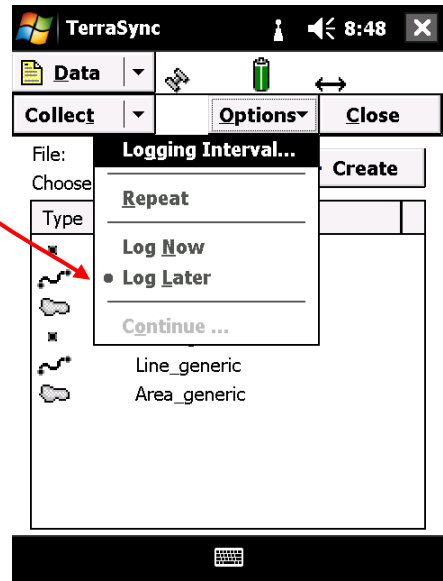 TerraSync 8:48
Data
Collect Options Close
File: Logging Interval... Create
Choose
Repeat
Type
Log Now
Log Later
Continue ...
Line_generic
Area_generic